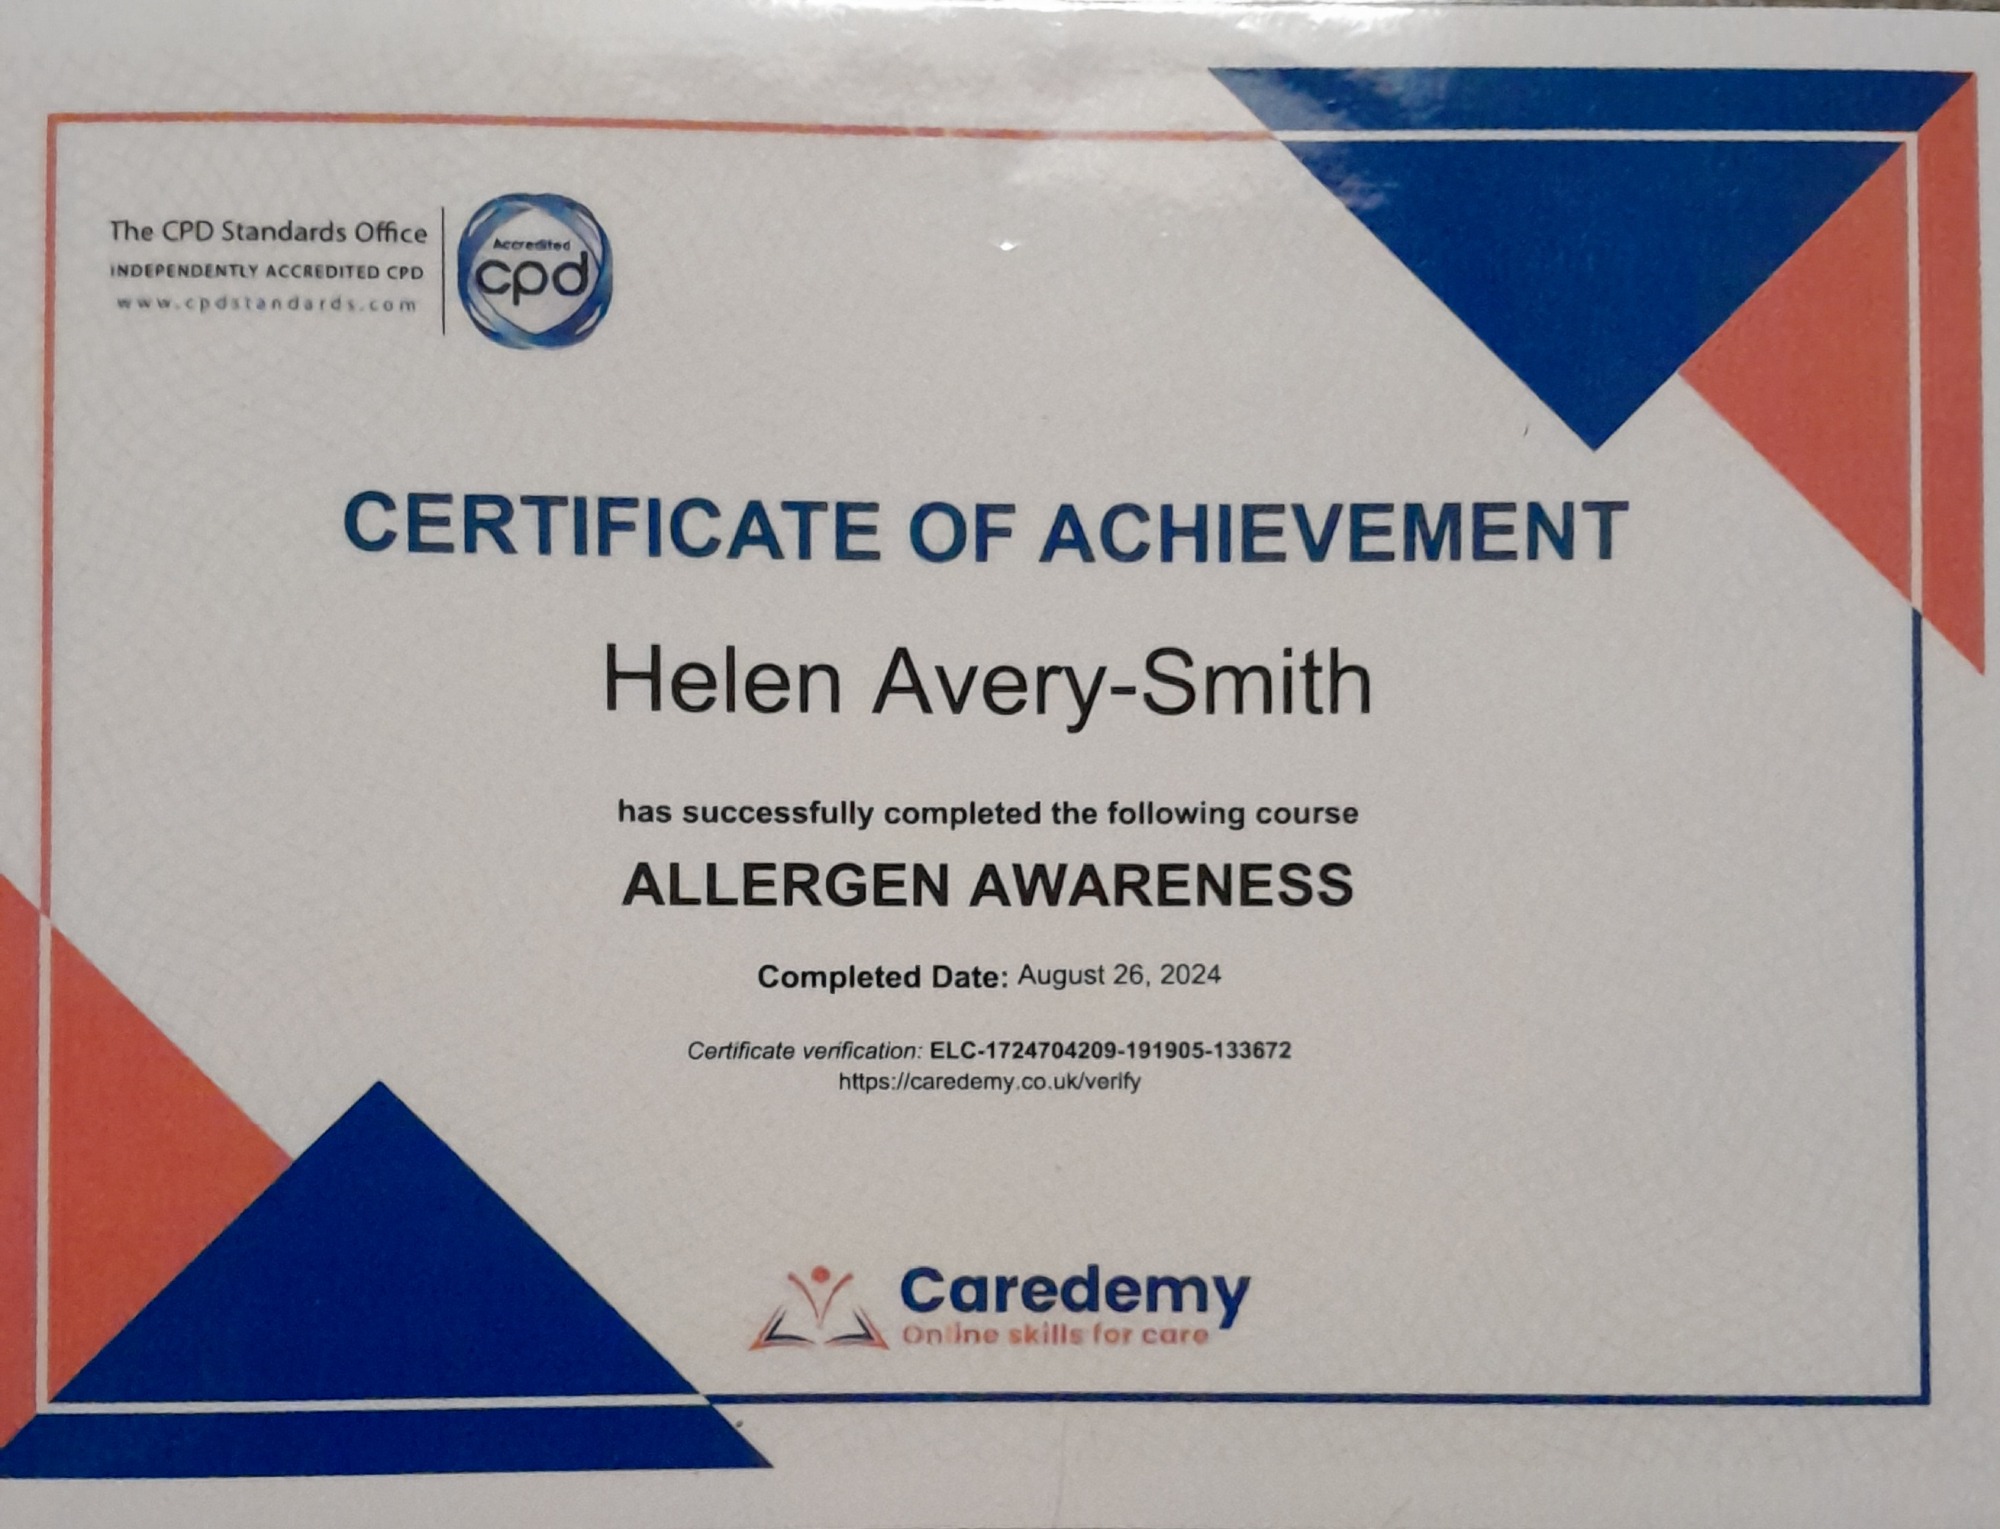 The CPD Standards Office
INDEPENDENTLY ACCREDITED CPD
www.cpdstandards.com
Accredited
cpd
CERTIFICATE OF ACHIEVEMENT
Helen Avery-Smith
has successfully completed the following course
ALLERGEN AWARENESS
Completed Date: August 26, 2024
Certificate verification: ELC-1724704209-191905-133672
https://caredemy.co.uk/verify
Caredemy
Online skills for care